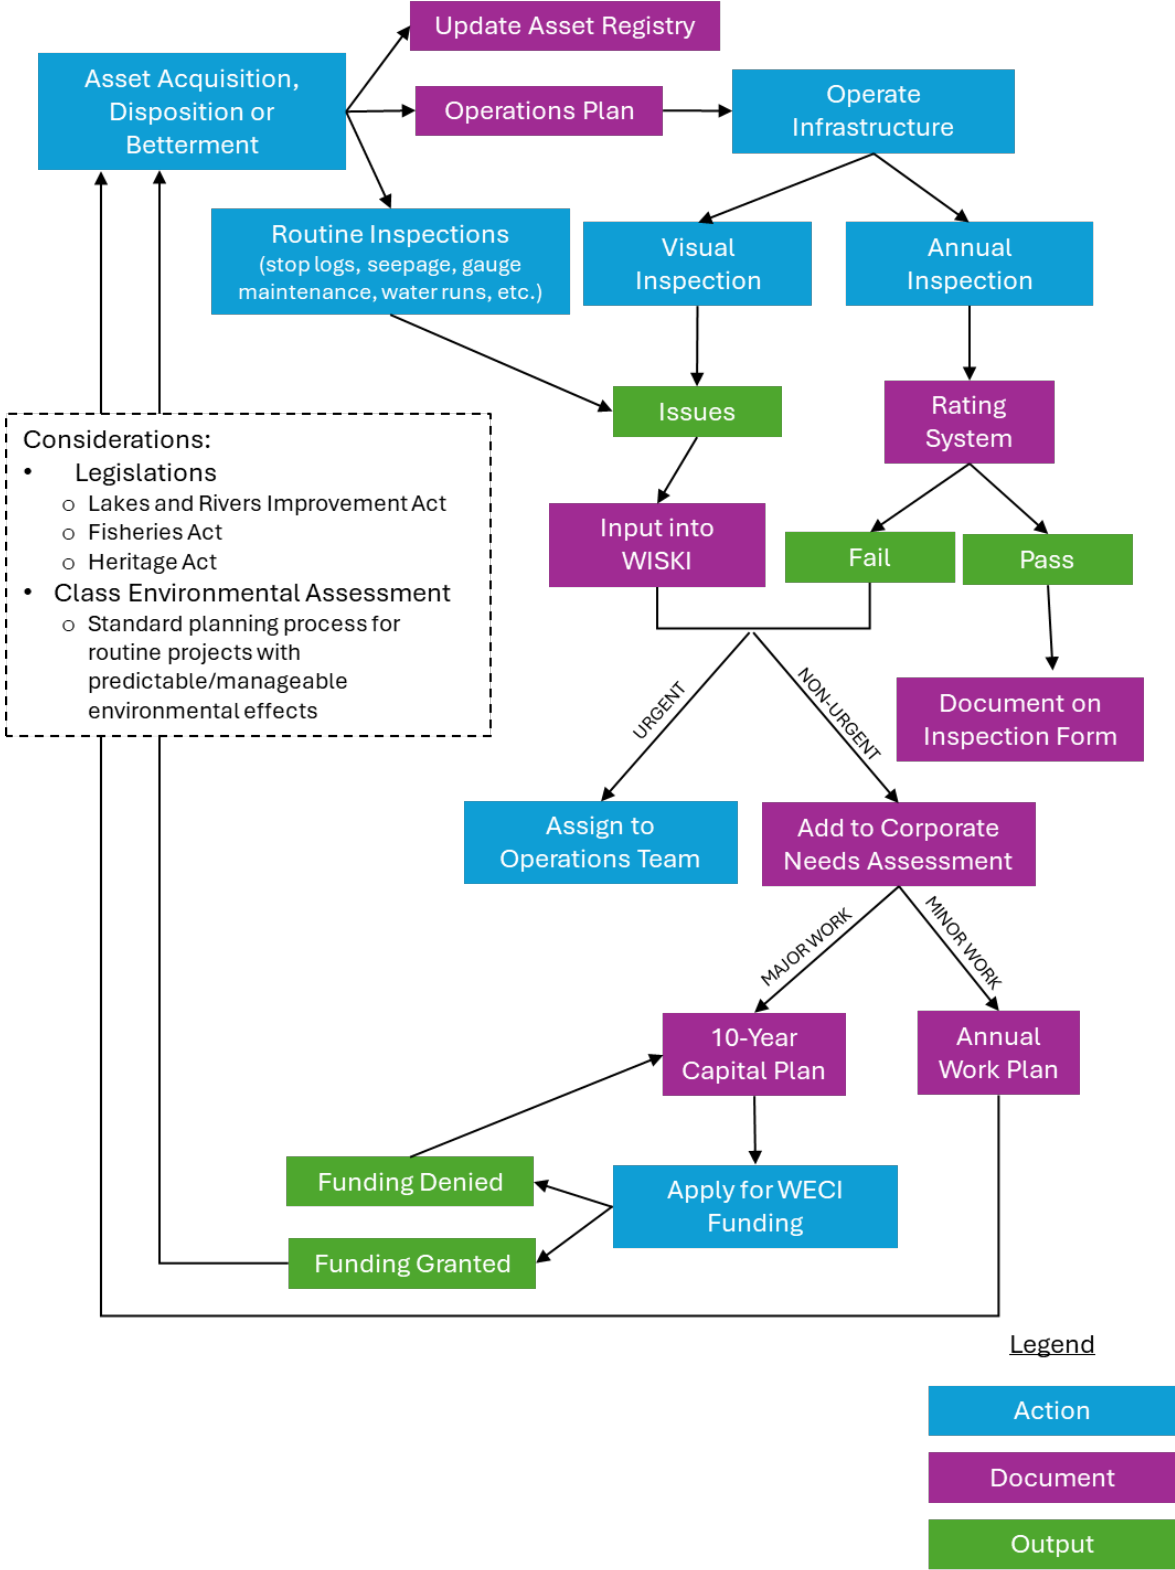 Update Asset Registry
Asset Acquisition,
Disposition or
Betterment
Operations Plan
Operate
Infrastructure
Routine Inspections
(stop logs, seepage, gauge
maintenance, water runs, etc.)
Visual
Inspection
Annual
Inspection
Issues
Rating
System
Considerations:
• Legislations
o Lakes and Rivers Improvement Act
o Fisheries Act
o Heritage Act
• Class Environmental Assessment
o Standard planning process for
routine projects with
predictable/manageable
environmental effects
Input into
WISKI
Fail
Pass
URGENT
NON-URGENT
Document on
Inspection Form
Assign to
Operations Team
Add to Corporate
Needs Assessment
MAJOR WORK
MINOR WORK
10-Year
Capital Plan
Annual
Work Plan
Funding Denied
Apply for WECI
Funding
Funding Granted
Legend
Action
Document
Output